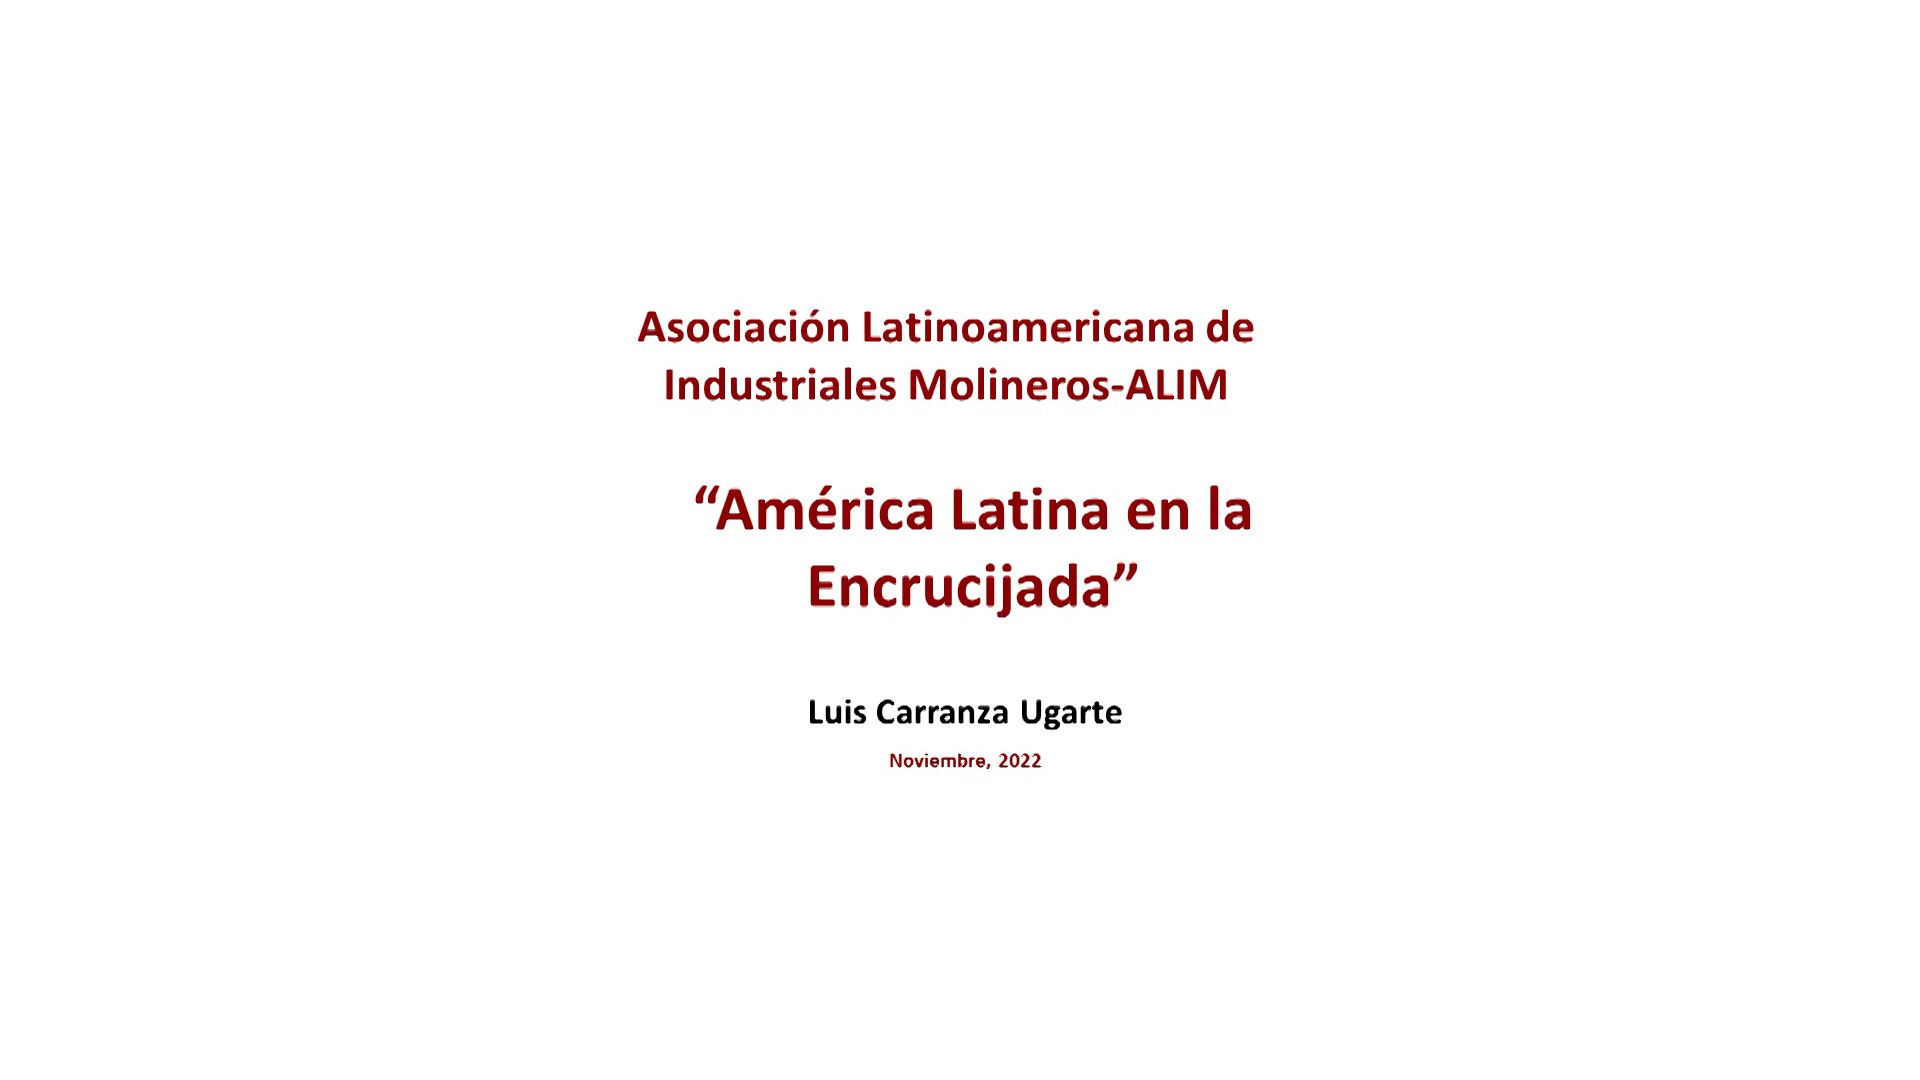 Asociación Latinoamericana de
Industriales Molineros-ALIM
“América Latina en la
Encrucijada”
Luis Carranza Ugarte
Noviembre, 2022